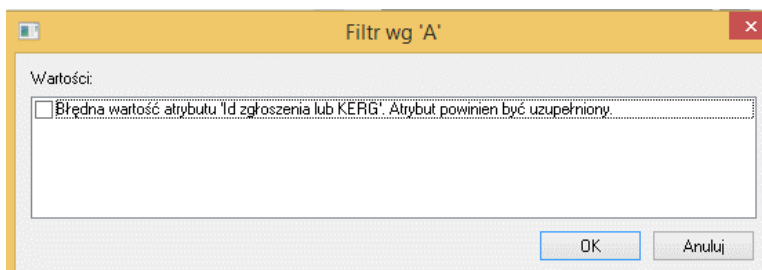 Filtr wg 'A'
Wartości:
Błędna wartość atrybutu 'Id zgłoszenia lub KERG'. Atrybut powinien być uzupełniony.
OK
Anuluj